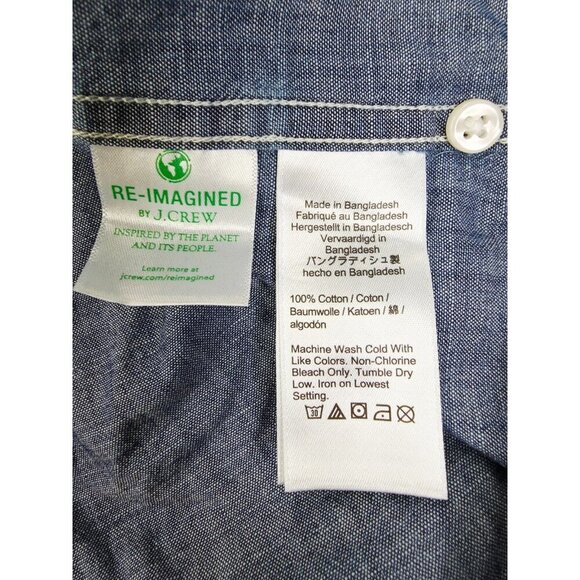 RE-IMAGINED
BY J.CREW
INSPIRED BY THE PLANET
AND ITS PEOPLE.
Learn more at
jcrew.com/reimagined
Made in Bangladesh
Fabriqué au Bangladesh
Hergestellt in Bangladesch
Vervaardigd in
Bangladesh
バングラディシュ製
hecho en Bangladesh
100% Cotton / Coton /
Baumwolle / Katoen / 綿 /
algodón
Machine Wash Cold With
Like Colors. Non-Chlorine
Bleach Only. Tumble Dry
Low. Iron on Lowest
Setting.
30